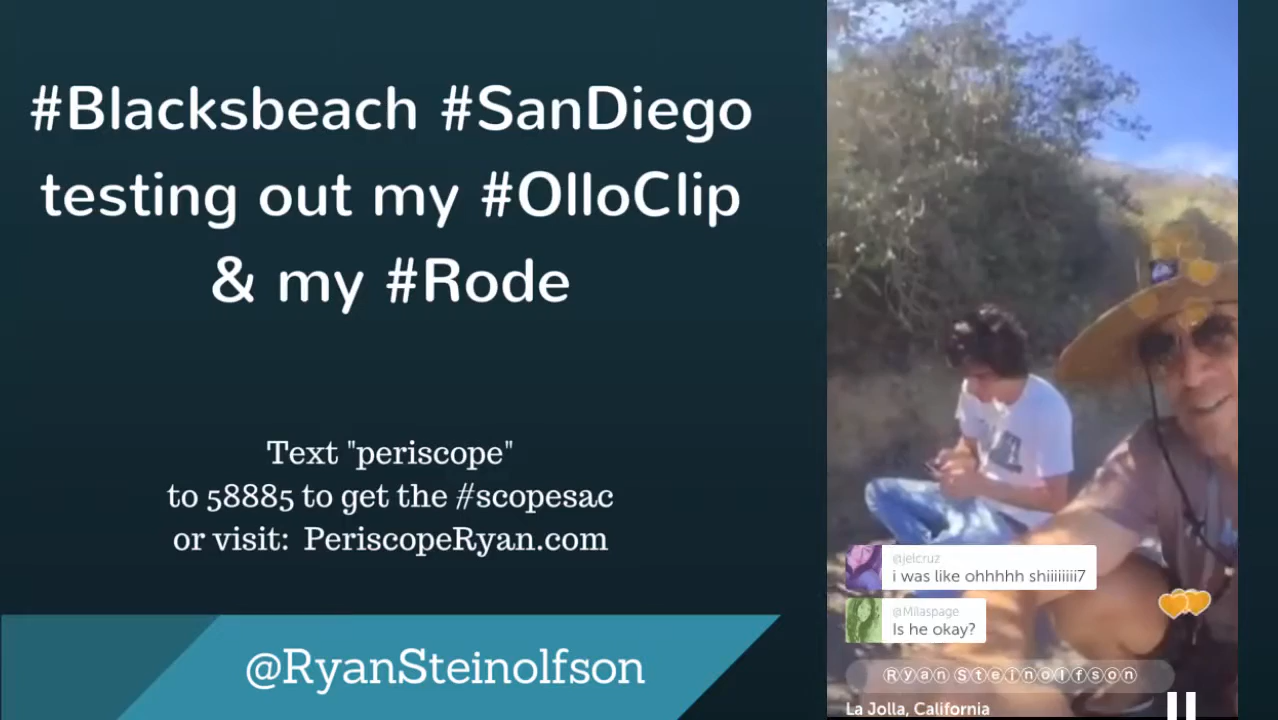 #Blacksbeach #SanDiego
testing out my #OlloClip
& my #Rode
Text "periscope"
to 58885 to get the #scopesac
or visit: PeriscopeRyan.com
@RyanSteinolfson
@jelcruz
i was like ohhhhh shiiiiiiii7
@Milaspage
Is he okay?
Ⓡⓨⓐⓝ Ⓢⓣⓔⓘⓝⓞⓛⓕⓢⓞⓝ
La Jolla, California